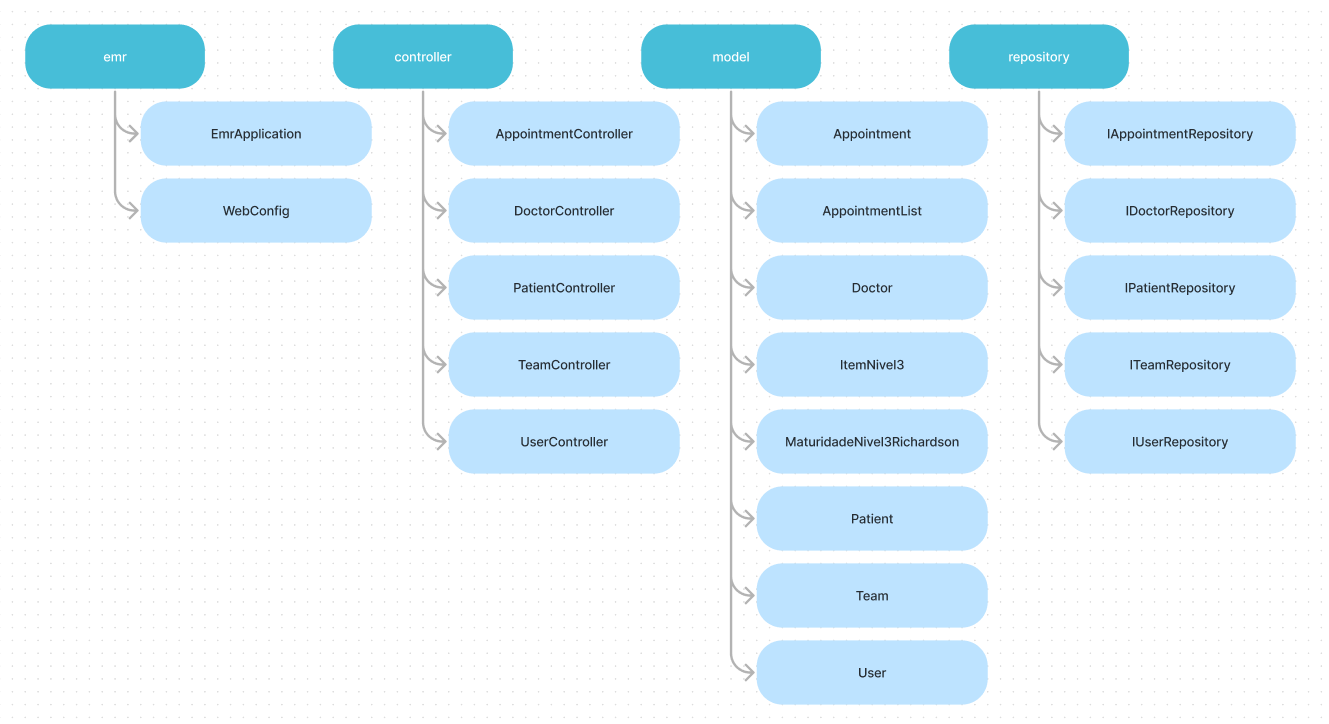 emr
EmrApplication
WebConfig
controller
AppointmentController
DoctorController
PatientController
TeamController
UserController
model
Appointment
AppointmentList
Doctor
ItemNivel3
MaturidadeNivel3Richardson
Patient
Team
User
repository
IAppointmentRepository
IDoctorRepository
IPatientRepository
ITeamRepository
IUserRepository